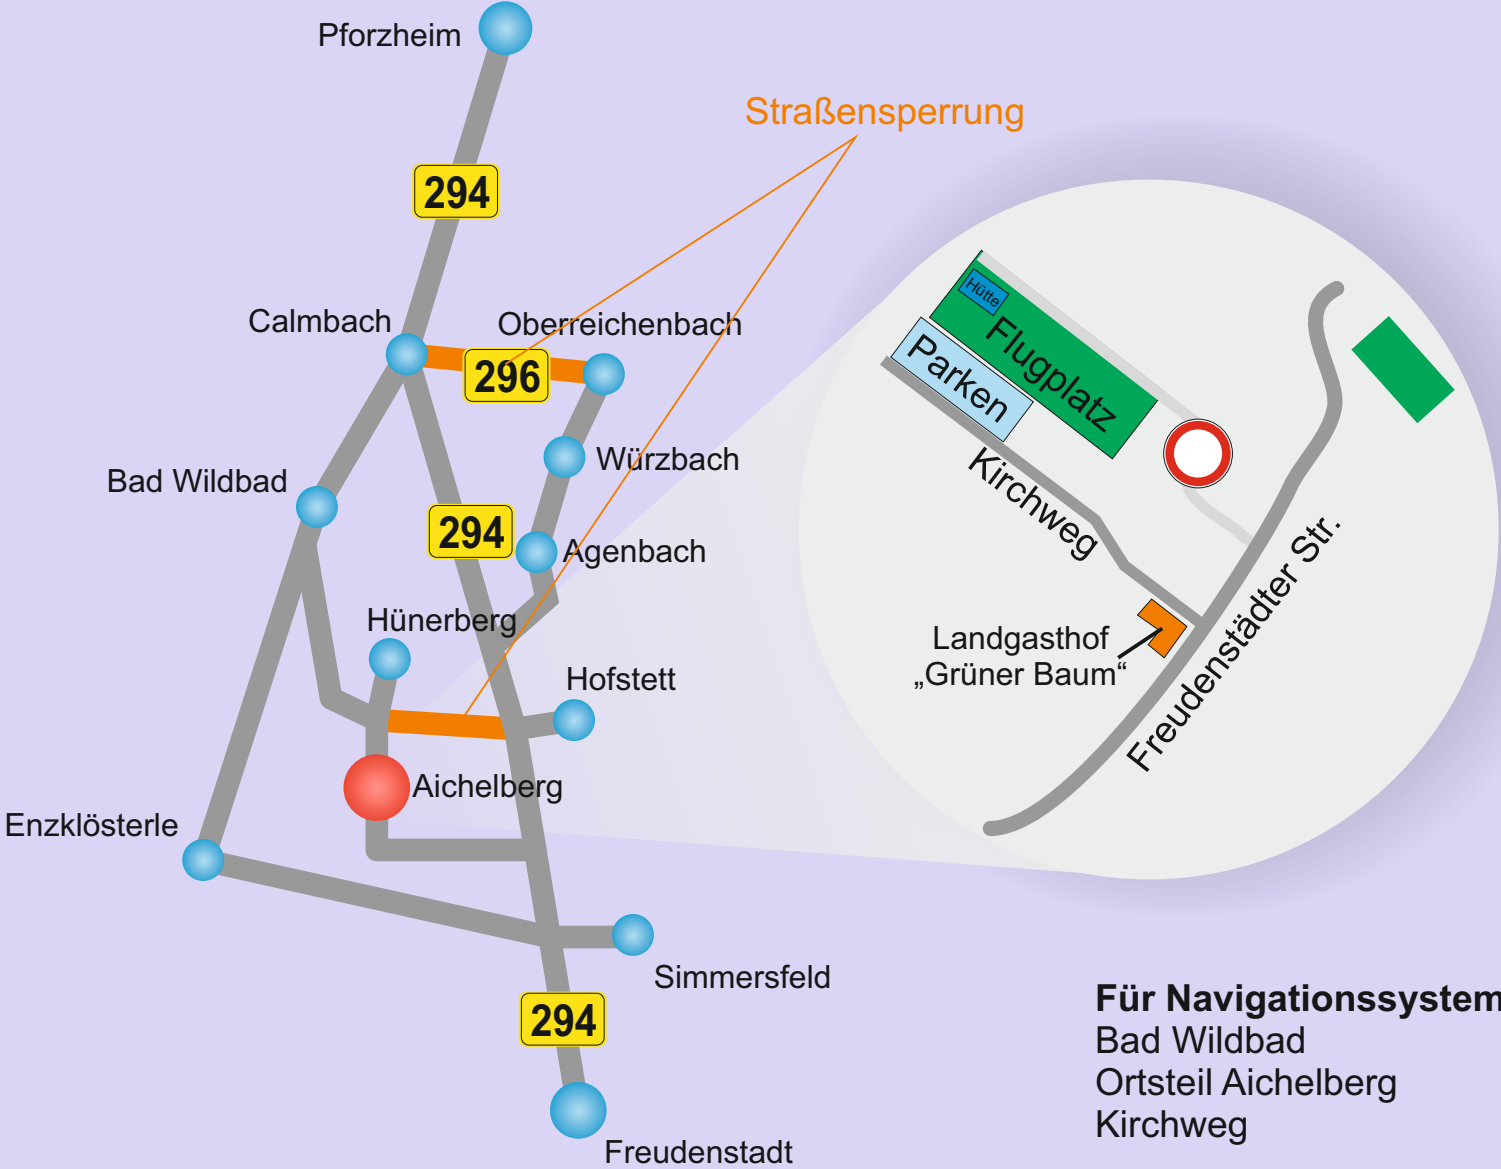 Pforzheim
Straßensperrung
294
Calmbach
Oberreichenbach
296
Hütte
Flugplatz
Parken
Kirchweg
Bad Wildbad
Würzbach
294
Agenbach
Freudenstädter Str.
Hünerberg
Landgasthof
„Grüner Baum“
Hofstett
Aichelberg
Enzklösterle
Simmersfeld
294
Freudenstadt
Für Navigationssystem
Bad Wildbad
Ortsteil Aichelberg
Kirchweg